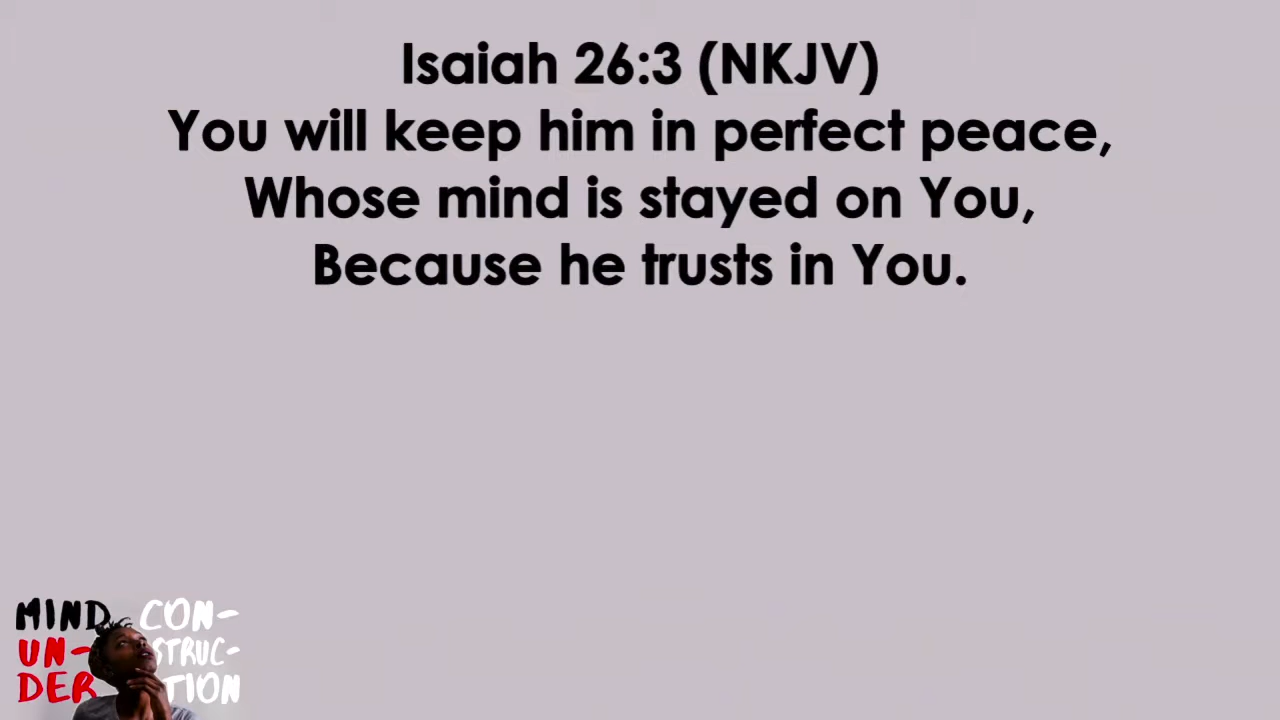 Isaiah 26:3 (NKJV)
You will keep him in perfect peace,
Whose mind is stayed on You,
Because he trusts in You.
MIND
UN-
DER
CON-
STRUC-
TION